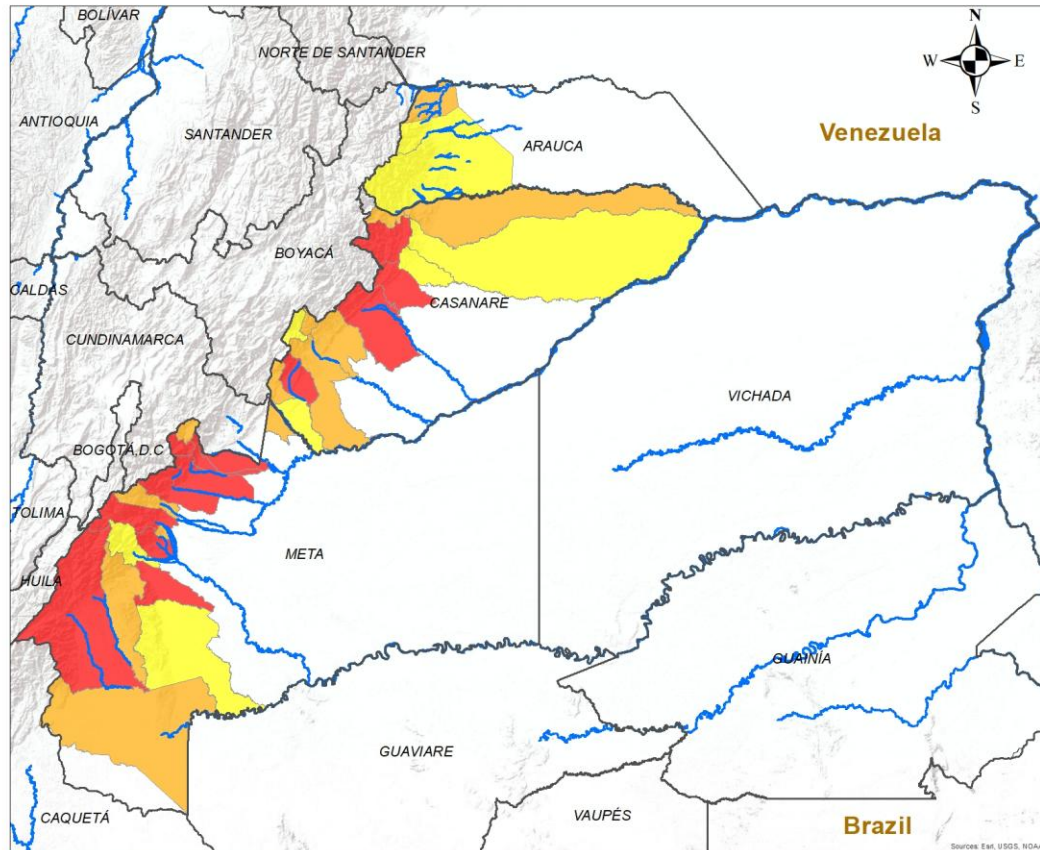 BOLÍVAR
NORTE DE SANTANDER
N
W
E
S
ANTIOQUIA
SANTANDER
ARAUCA
Venezuela
BOYACÁ
CALDAS
CASANARE
CUNDINAMARCA
VICHADA
BOGOTÁ,D.C
TOLIMA
META
HUILA
GUAINÍA
GUAVIARE
CAQUETÁ
VAUPÉS
Brazil
Sources: Esri, USGS, NOAA